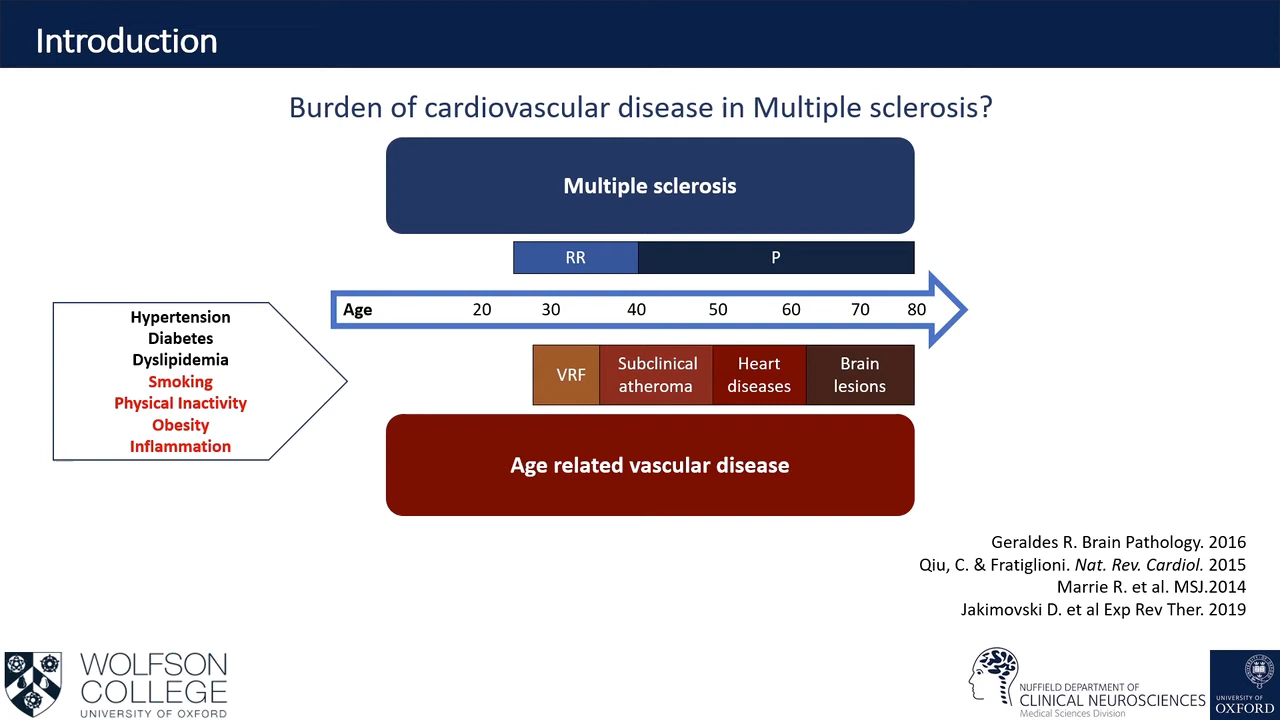 Introduction
Burden of cardiovascular disease in Multiple sclerosis?
Multiple sclerosis
RR
P
Age 20 30 40 50 60 70 80
Hypertension
Diabetes
Dyslipidemia
Smoking
Physical Inactivity
Obesity
Inflammation
VRF
Subclinical
atheroma
Heart
diseases
Brain
lesions
Age related vascular disease
Geraldes R. Brain Pathology. 2016
Qiu, C. & Fratiglioni. Nat. Rev. Cardiol. 2015
Marrie R. et al. MSJ.2014
Jakimovski D. et al Exp Rev Ther. 2019
WOLFSON
COLLEGE
UNIVERSITY OF OXFORD
NUFFIELD DEPARTMENT OF
CLINICAL NEUROSCIENCES
Medical Sciences Division
UNIVERSITY OF
OXFORD